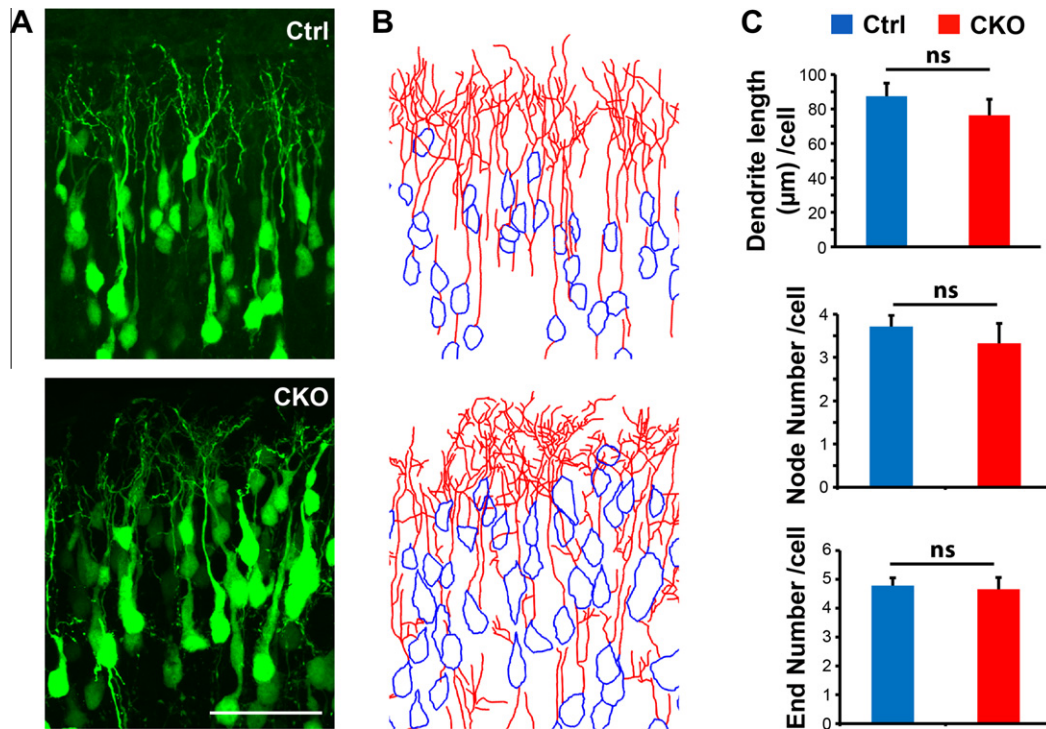 A
Ctrl
CKO
B
C
Ctrl
CKO
ns
100
80
60
40
20
0
Dendrite length
(µm) /cell
ns
4
3
2
1
0
Node Number /cell
ns
6
5
4
3
2
1
0
End Number /cell